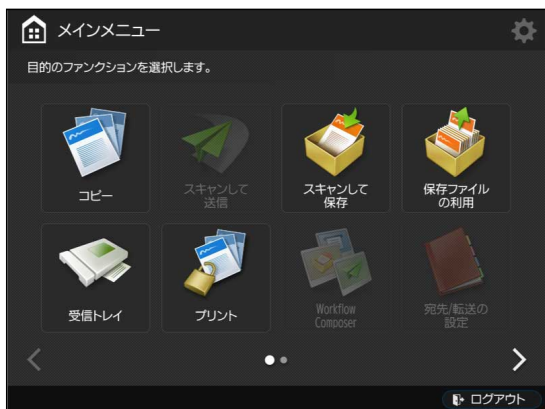 メインメニュー
目的のファンクションを選択します。
コピー
スキャンして
送信
スキャンして
保存
保存ファイル
の利用
受信トレイ
プリント
Workflow
Composer
宛先/転送の
設定
ログアウト